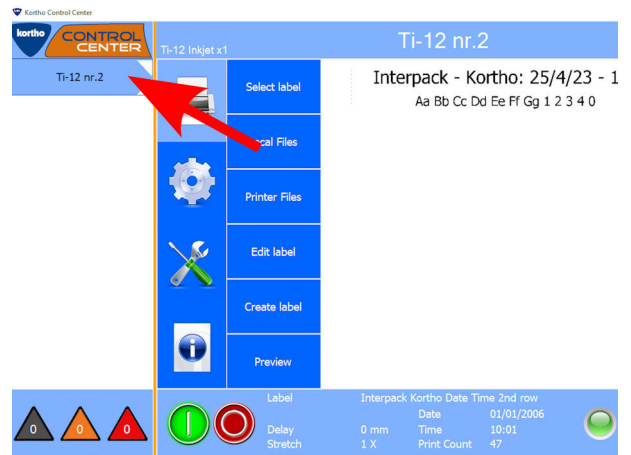 Kortho Control Center
kortho
CONTROL
CENTER
Ti-12 nr.2
Ti-12 Inkjet x1
Ti-12 nr.2
Select label
cal Files
Printer Files
Edit label
Create label
Preview
Interpack - Kortho: 25/4/23 - 1
Aa Bb Cc Dd Ee Ff Gg 1 2 3 4 0
0
0
0
Label Interpack Kortho Date Time 2nd row
Date 01/01/2006
Delay 0 mm Time 10:01
Stretch 1 X Print Count 47